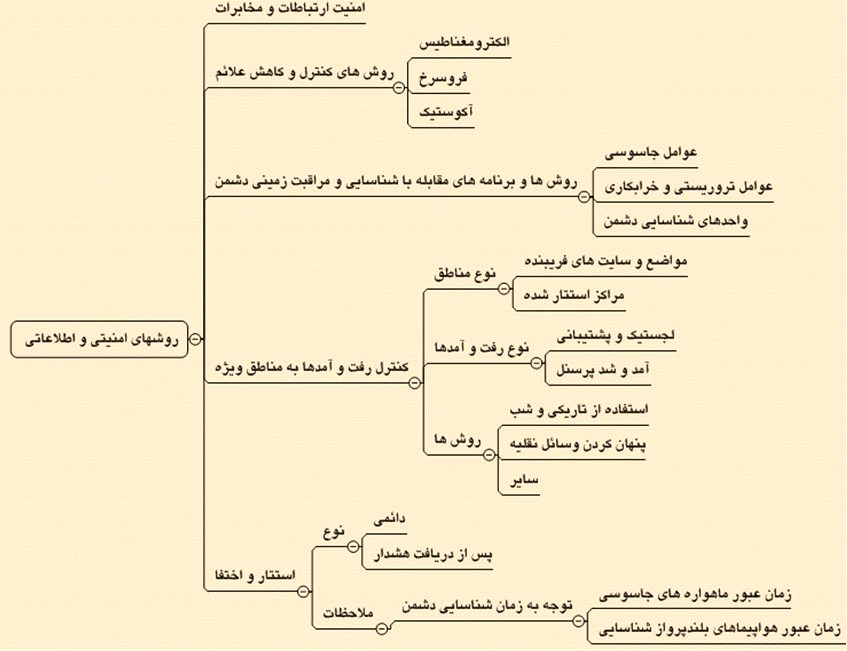 روشهای امنیتی و اطلاعاتی
امنیت ارتباطات و مخابرات
روش های کنترل و کاهش علائم
الکترومغناطیس
فروسرخ
آکوستیک
روش ها و برنامه های مقابله با شناسایی و مراقبت زمینی دشمن
عوامل جاسوسی
عوامل تروریستی و خرابکاری
واحدهای شناسایی دشمن
کنترل رفت و آمدها به مناطق ویژه
نوع مناطق
مواضع و سایت های فریبنده
مراکز استتار شده
نوع رفت و آمدها
لجستیک و پشتیبانی
آمد و شد پرسنل
روش ها
استفاده از تاریکی و شب
پنهان کردن وسائل نقلیه
سایر
استتار و اختفا
نوع
دائمی
پس از دریافت هشدار
ملاحظات
توجه به زمان شناسایی دشمن
زمان عبور ماهواره های جاسوسی
زمان عبور هواپیماهای بلندپرواز شناسایی